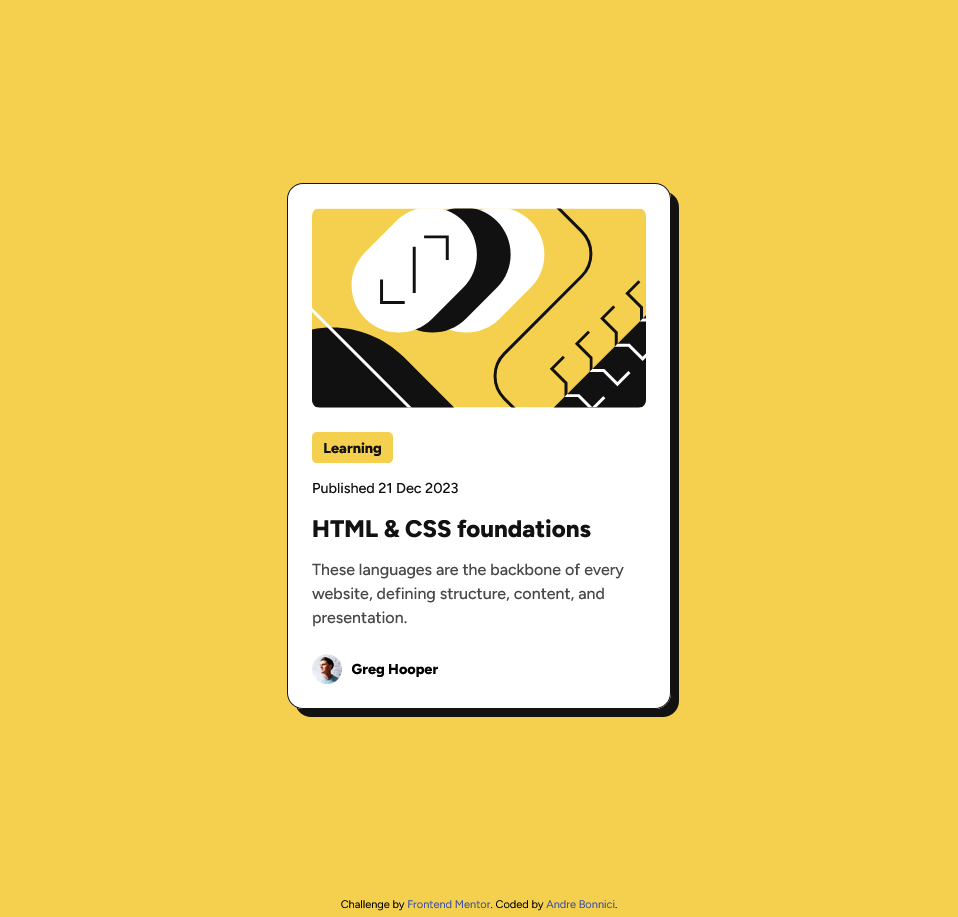 Learning
Published 21 Dec 2023
HTML & CSS foundations
These languages are the backbone of every
website, defining structure, content, and
presentation.
Greg Hooper
Challenge by Frontend Mentor. Coded by Andre Bonnici.